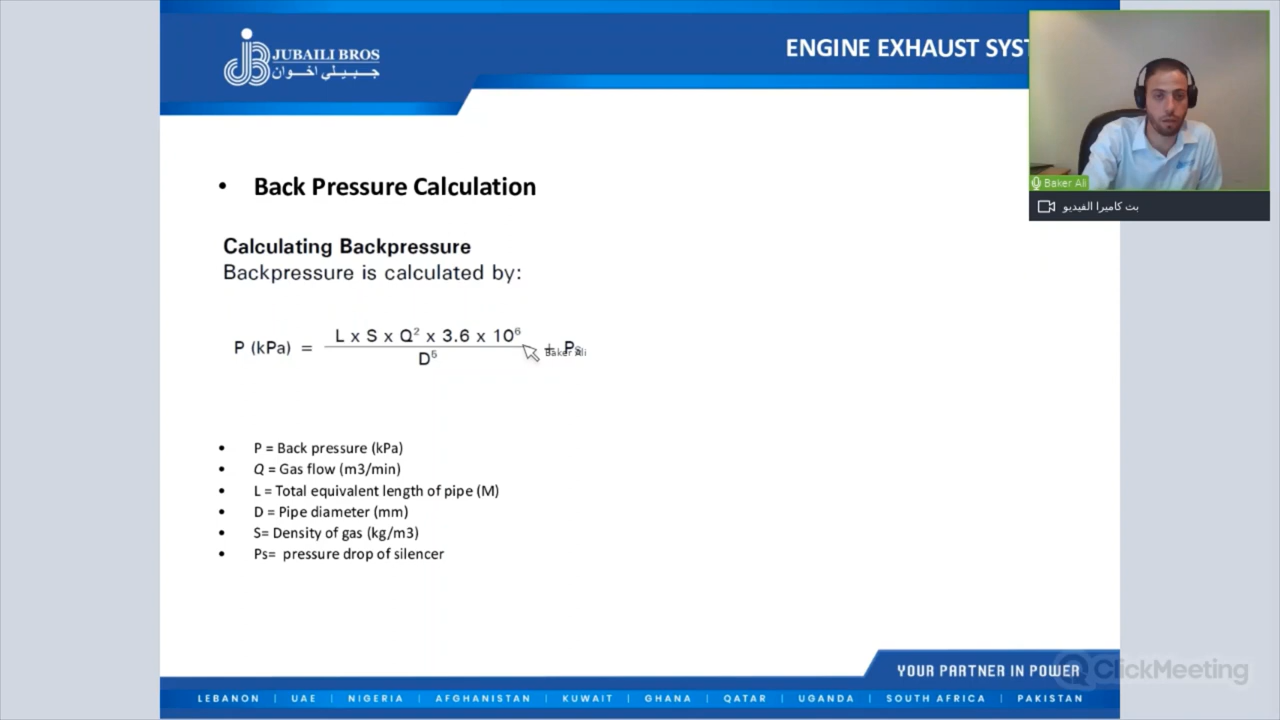 JUBAILI BROS
جبيلي اخوان
ENGINE EXHAUST SYST
Baker Ali
بث كاميرا الفيديو
• Back Pressure Calculation
Calculating Backpressure
Backpressure is calculated by:
P (kPa) = L x S x Q² x 3.6 x 10⁶ / D⁵ + Ps
Baker Ali
• P = Back pressure (kPa)
• Q = Gas flow (m3/min)
• L = Total equivalent length of pipe (M)
• D = Pipe diameter (mm)
• S= Density of gas (kg/m3)
• Ps= pressure drop of silencer
YOUR PARTNER IN POWER
ClickMeeting
LEBANON | UAE | NIGERIA | AFGHANISTAN | KUWAIT | GHANA | QATAR | UGANDA | SOUTH AFRICA | PAKISTAN